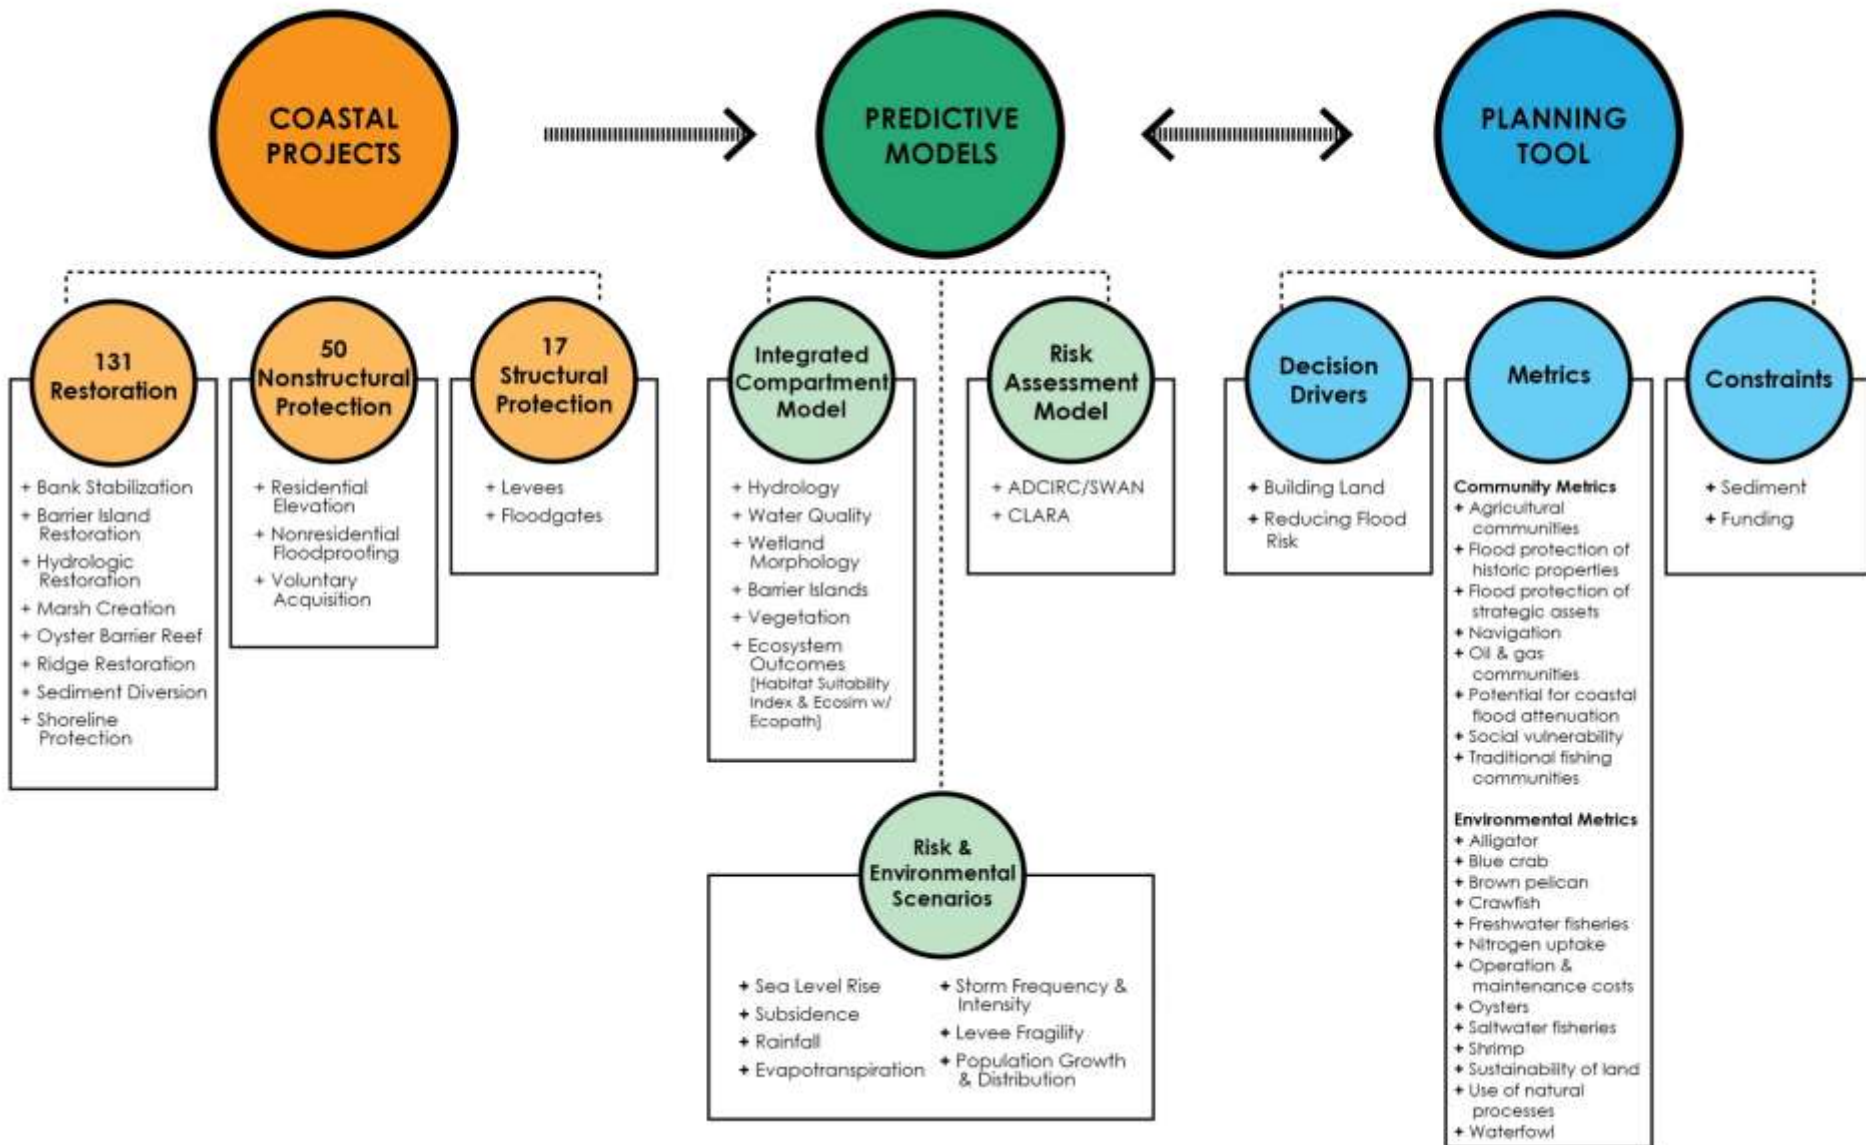 COASTAL
PROJECTS
PREDICTIVE
MODELS
PLANNING
TOOL
131
Restoration
+ Bank Stabilization
+ Barrier Island
Restoration
+ Hydrologic
Restoration
+ Marsh Creation
+ Oyster Barrier Reef
+ Ridge Restoration
+ Sediment Diversion
+ Shoreline
Protection
50
Nonstructural
Protection
+ Residential
Elevation
+ Nonresidential
Floodproofing
+ Voluntary
Acquisition
17
Structural
Protection
+ Levees
+ Floodgates
Integrated
Compartment
Model
+ Hydrology
+ Water Quality
+ Wetland
Morphology
+ Barrier Islands
+ Vegetation
+ Ecosystem
Outcomes
[Habitat Suitability
Index & Ecosim w/
Ecopath]
Risk
Assessment
Model
+ ADCIRC/SWAN
+ CLARA
Risk &
Environmental
Scenarios
+ Sea Level Rise
+ Subsidence
+ Rainfall
+ Evapotranspiration
+ Storm Frequency &
Intensity
+ Levee Fragility
+ Population Growth
& Distribution
Decision
Drivers
+ Building Land
+ Reducing Flood
Risk
Metrics
Community Metrics
+ Agricultural
communities
+ Flood protection of
historic properties
+ Flood protection of
strategic assets
+ Navigation
+ Oil & gas
communities
+ Potential for coastal
flood attenuation
+ Social vulnerability
+ Traditional fishing
communities
Environmental Metrics
+ Alligator
+ Blue crab
+ Brown pelican
+ Crawfish
+ Freshwater fisheries
+ Nitrogen uptake
+ Operation &
maintenance costs
+ Oysters
+ Saltwater fisheries
+ Shrimp
+ Sustainability of land
+ Use of natural
processes
+ Waterfowl
Constraints
+ Sediment
+ Funding